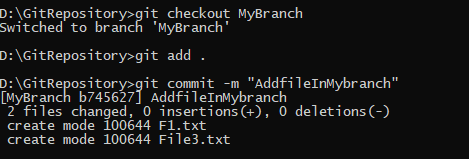 D:\GitRepository>git checkout MyBranch
Switched to branch 'MyBranch'
D:\GitRepository>git add .
D:\GitRepository>git commit -m "AddfileInMybranch"
[MyBranch b745627] AddfileInMybranch
 2 files changed, 0 insertions(+), 0 deletions(-)
 create mode 100644 F1.txt
 create mode 100644 File3.txt